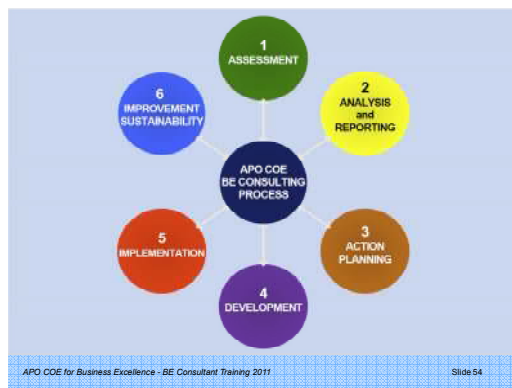 1
ASSESSMENT
2
ANALYSIS
and
REPORTING
3
ACTION
PLANNING
4
DEVELOPMENT
5
IMPLEMENTATION
6
IMPROVEMENT
SUSTAINABILITY
APO COE
BE CONSULTING
PROCESS
APO COE for Business Excellence - BE Consultant Training 2011
Slide 54